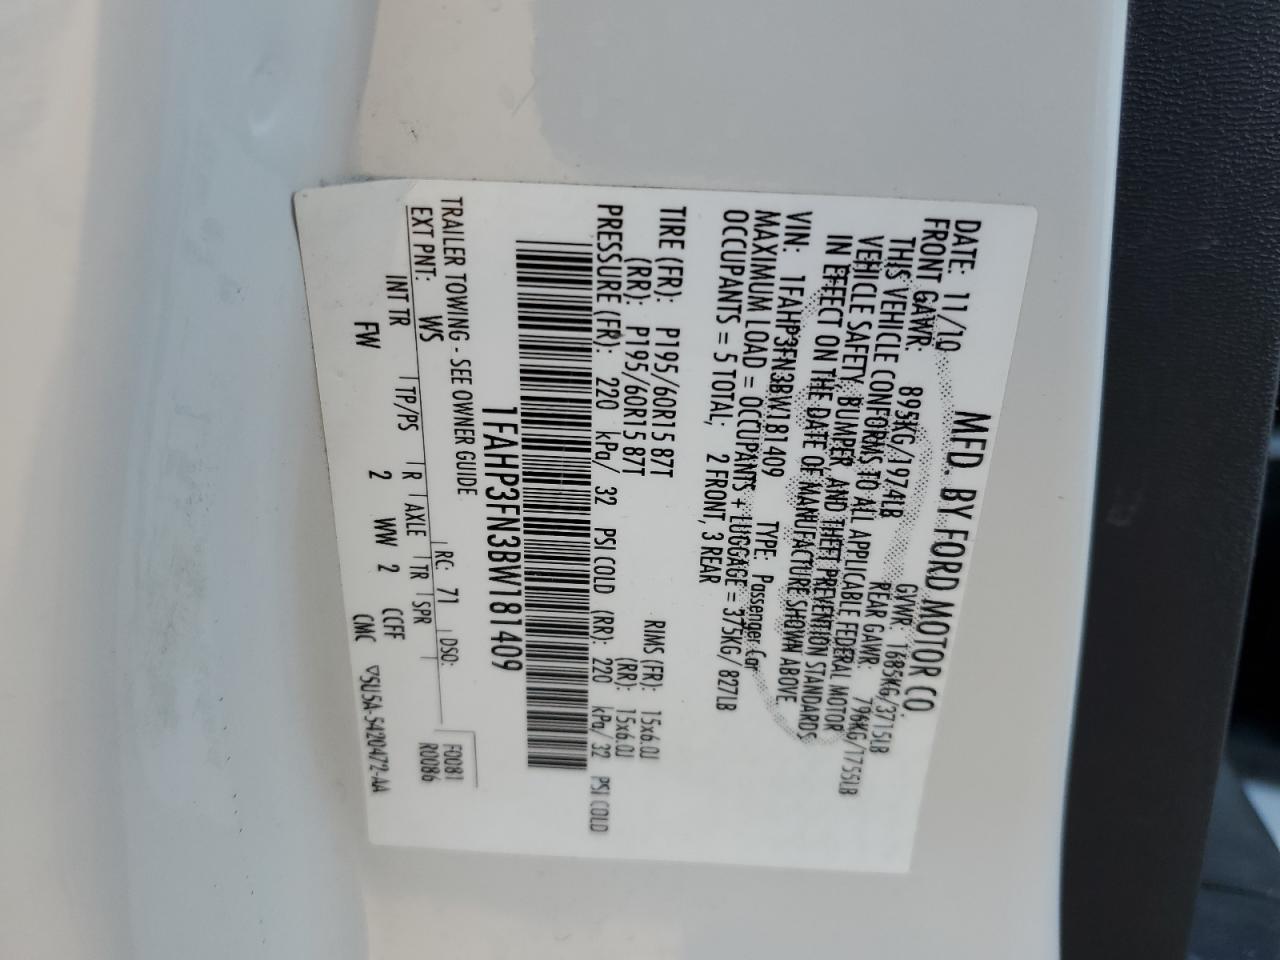 MFD. BY FORD MOTOR CO.
DATE: 11/10 GVWR: 1685KG/3715LB
FRONT GAWR: 895KG/1974LB REAR GAWR: 796KG/1755LB
THIS VEHICLE CONFORMS TO ALL APPLICABLE FEDERAL MOTOR
VEHICLE SAFETY, BUMPER, AND THEFT PREVENTION STANDARDS
IN EFFECT ON THE DATE OF MANUFACTURE SHOWN ABOVE.
VIN: 1FAHP3FN3BW181409 TYPE: Passenger Car
MAXIMUM LOAD = OCCUPANTS + LUGGAGE = 375KG/827LB
OCCUPANTS = 5 TOTAL; 2 FRONT, 3 REAR
TIRE (FR): P195/60R15 87T RIMS (FR): 15x6.0J
(RR): P195/60R15 87T (RR): 15x6.0J
PRESSURE (FR): 220 kPa/ 32 PSI COLD (RR): 220 kPa/32 PSI COLD
1FAHP3FN3BW181409
TRAILER TOWING - SEE OWNER GUIDE
EXT PNT: WS RC: 71 DSO: F0081
R0086
INT TR TP/PS R AXLE TR SPR
FW 2 WW 2 CCFF
CMC ▽5U5A-5420472-AA